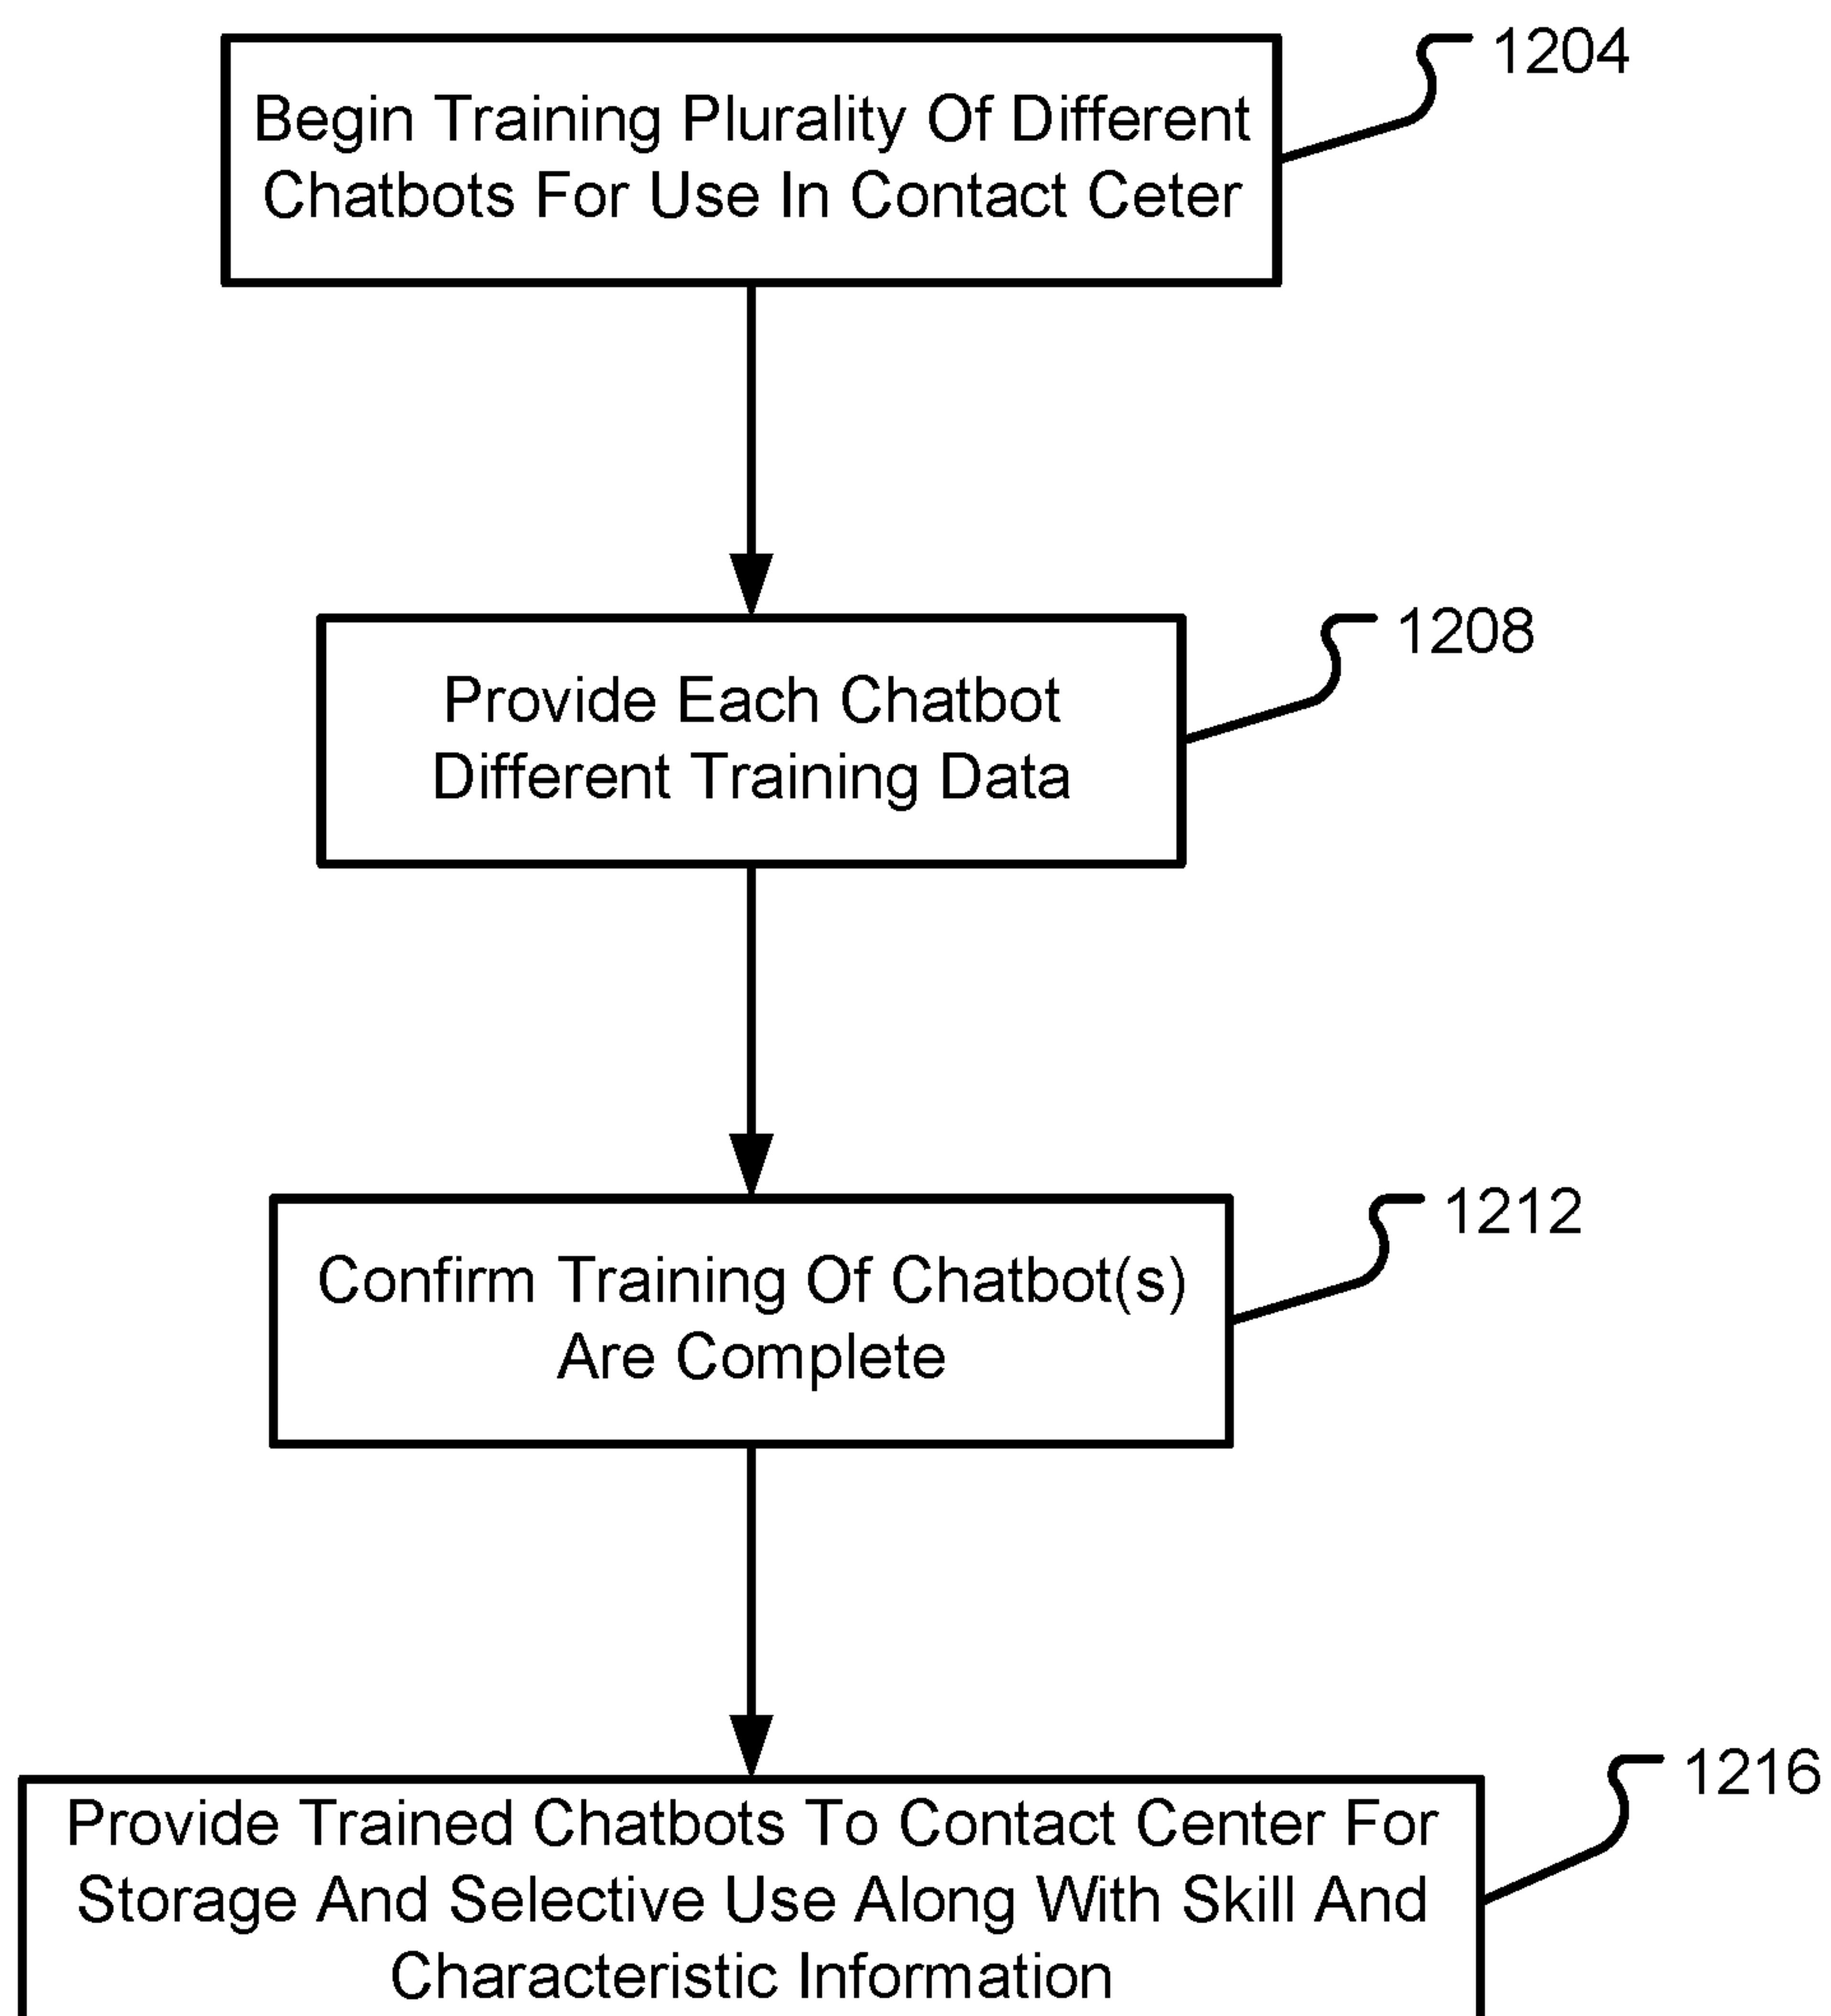 1204
Begin Training Plurality Of Different
Chatbots For Use In Contact Ceter
1208
Provide Each Chatbot
Different Training Data
1212
Confirm Training Of Chatbot(s)
Are Complete
1216
Provide Trained Chatbots To Contact Center For
Storage And Selective Use Along With Skill And
Characteristic Information